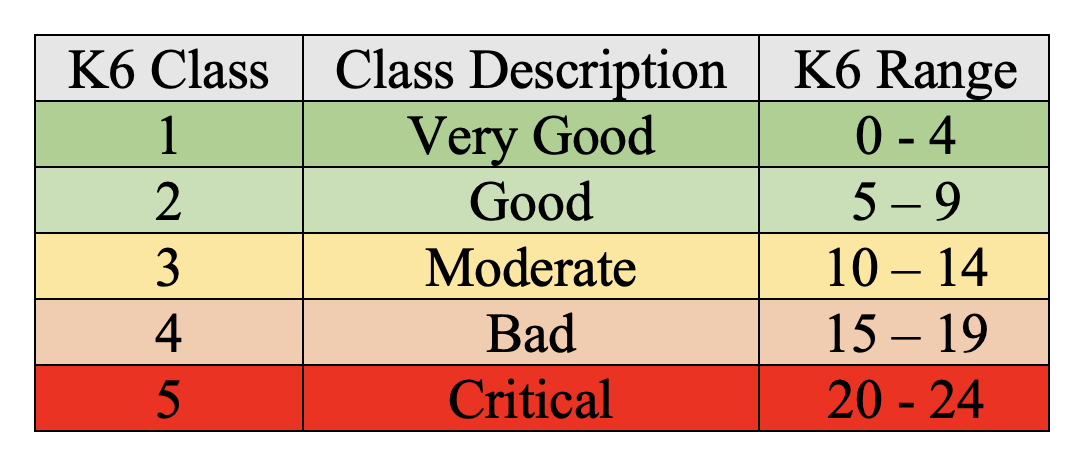 K6 Class Class Description K6 Range
1 Very Good 0 - 4
2 Good 5 – 9
3 Moderate 10 – 14
4 Bad 15 – 19
5 Critical 20 - 24